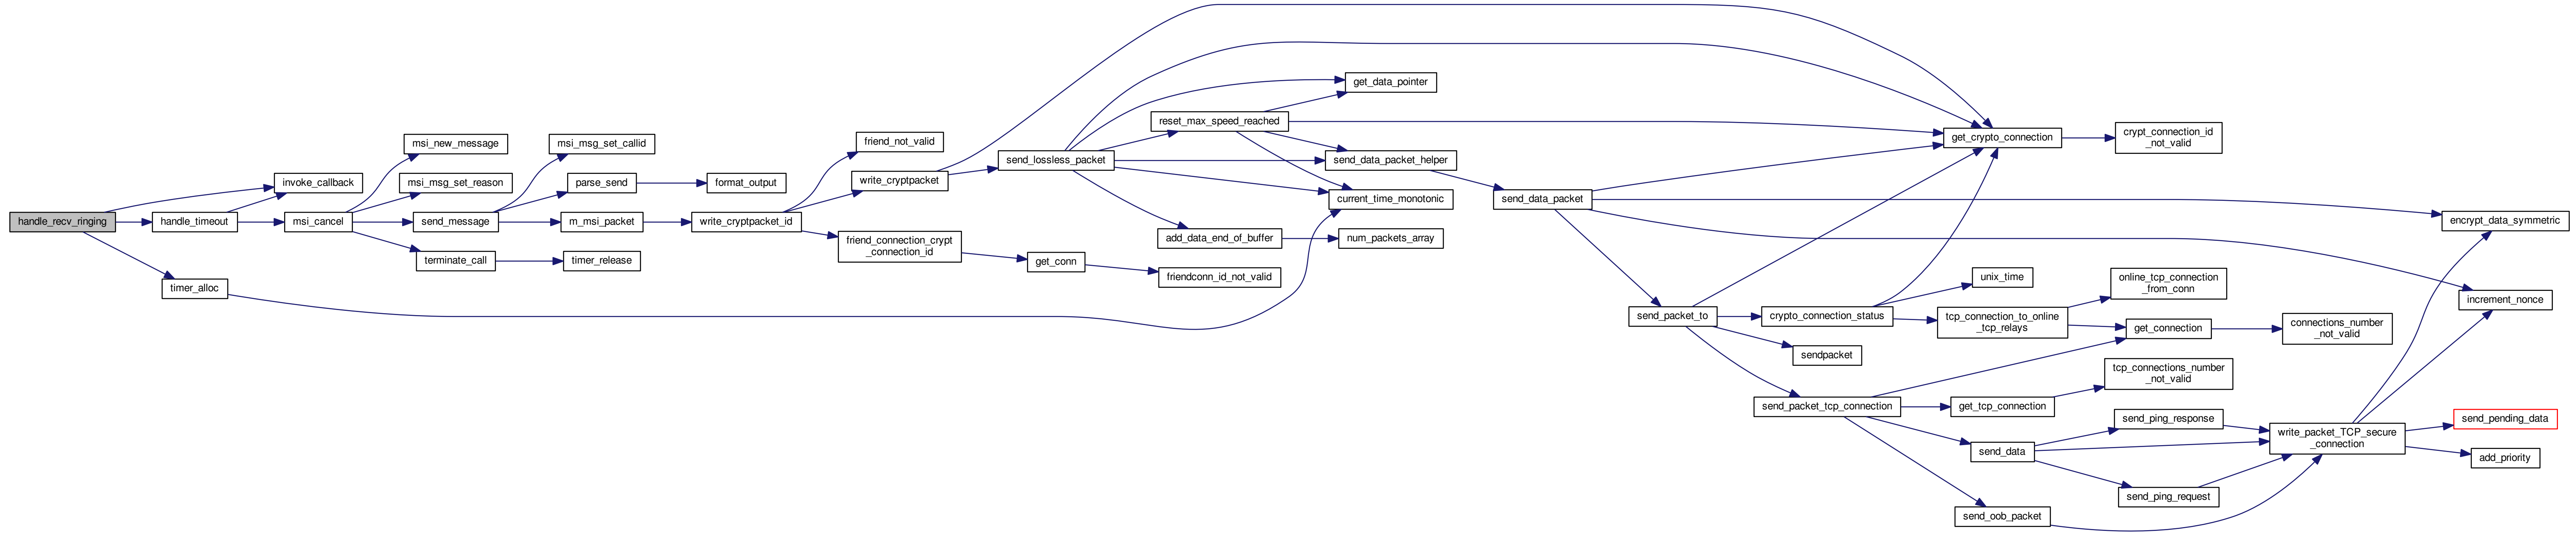 handle_recv_ringing
invoke_callback
handle_timeout
timer_alloc
msi_cancel
msi_new_message
msi_msg_set_reason
send_message
terminate_call
msi_msg_set_callid
parse_send
m_msi_packet
timer_release
format_output
write_cryptpacket_id
friend_not_valid
write_cryptpacket
friend_connection_crypt
_connection_id
send_lossless_packet
get_conn
reset_max_speed_reached
add_data_end_of_buffer
friendconn_id_not_valid
get_data_pointer
send_data_packet_helper
current_time_monotonic
num_packets_array
send_data_packet
send_packet_to
get_crypto_connection
crypto_connection_status
sendpacket
send_packet_tcp_connection
crypt_connection_id
_not_valid
unix_time
tcp_connection_to_online
_tcp_relays
get_tcp_connection
send_data
send_oob_packet
online_tcp_connection
_from_conn
get_connection
tcp_connections_number
_not_valid
send_ping_response
send_ping_request
connections_number
_not_valid
write_packet_TCP_secure
_connection
encrypt_data_symmetric
increment_nonce
send_pending_data
add_priority